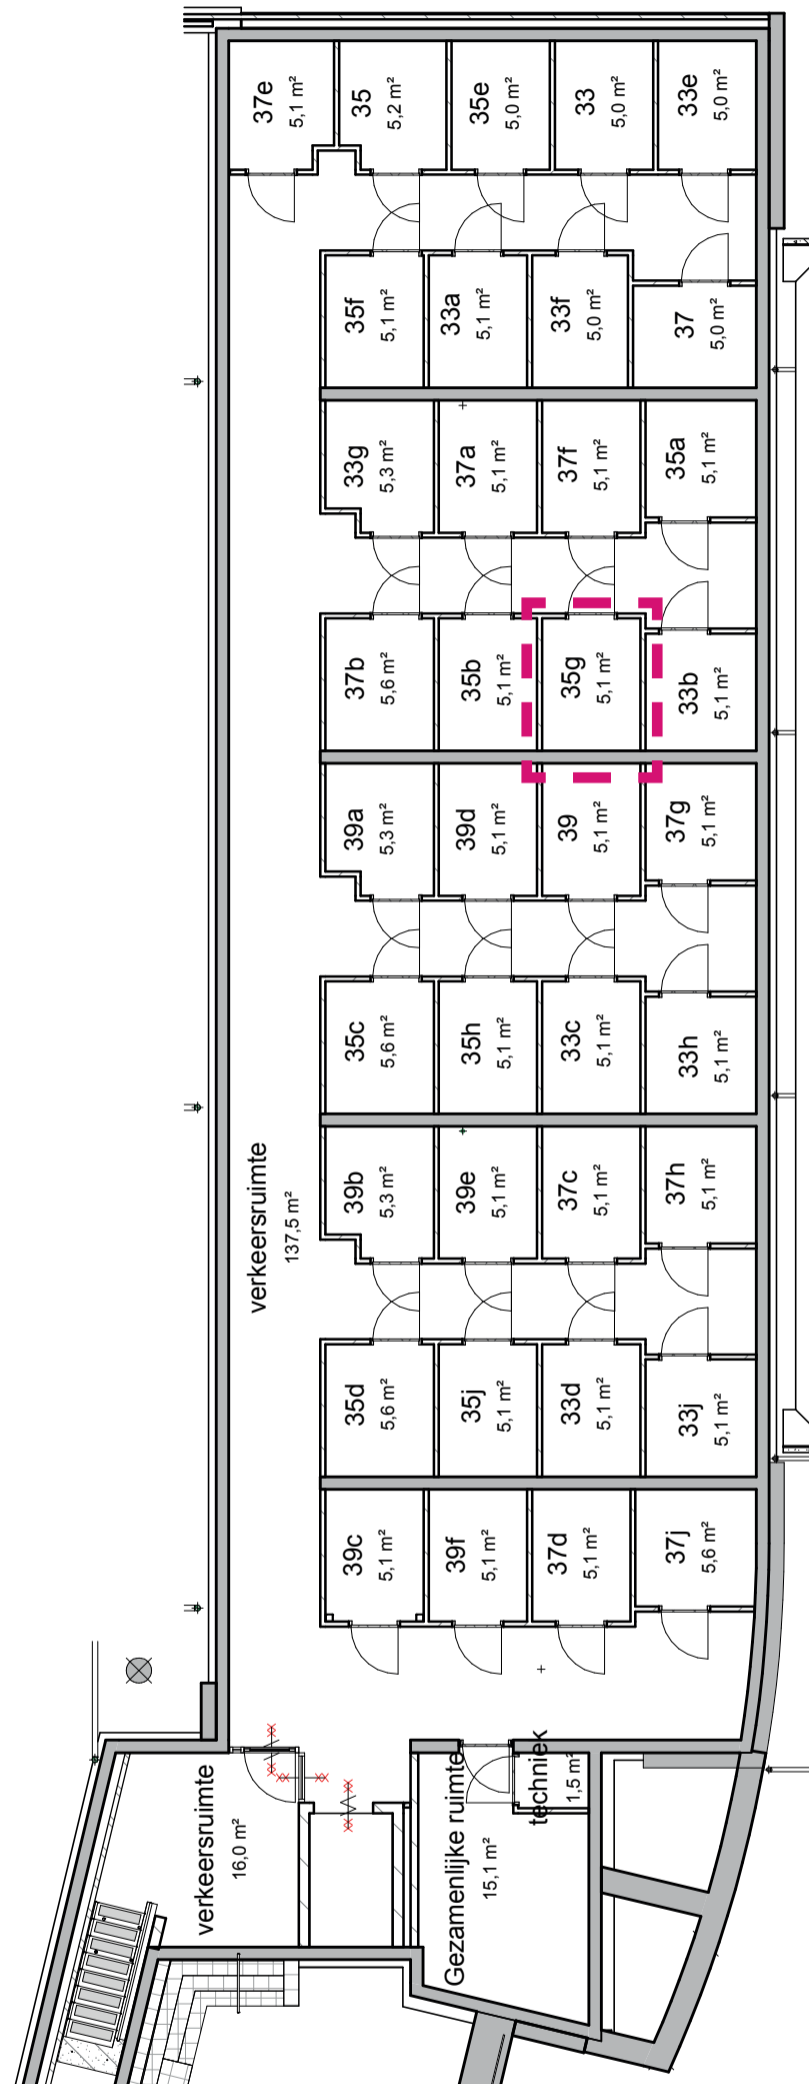 37e
5,1 m²
35
5,2 m²
35e
5,0 m²
33
5,0 m²
33e
5,0 m²
35f
5,1 m²
33a
5,1 m²
33f
5,0 m²
37
5,0 m²
33g
5,3 m²
37a
5,1 m²
37f
5,1 m²
35a
5,1 m²
37b
5,6 m²
35b
5,1 m²
35g
5,1 m²
33b
5,1 m²
39a
5,3 m²
39d
5,1 m²
39
5,1 m²
37g
5,1 m²
35c
5,6 m²
35h
5,1 m²
33c
5,1 m²
33h
5,1 m²
verkeersruimte
137,5 m²
39b
5,3 m²
39e
5,1 m²
37c
5,1 m²
37h
5,1 m²
35d
5,6 m²
35j
5,1 m²
33d
5,1 m²
33j
5,1 m²
39c
5,1 m²
39f
5,1 m²
37d
5,1 m²
37j
5,6 m²
verkeersruimte
16,0 m²
Gezamenlijke ruimte
15,1 m²
techniek
1,5 m²